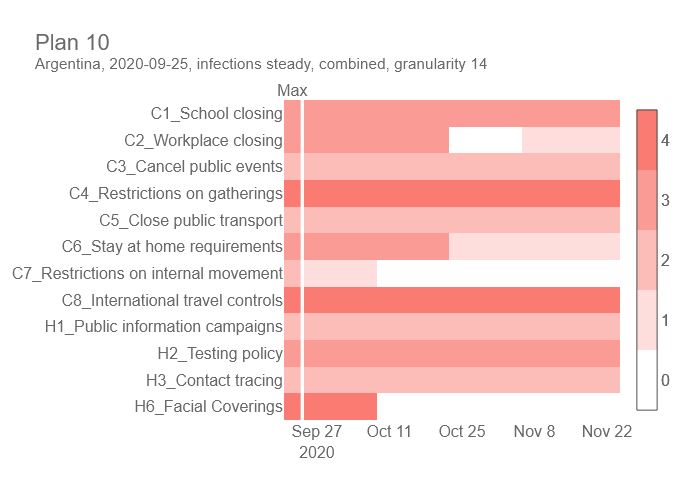 Plan 10
Argentina, 2020-09-25, infections steady, combined, granularity 14
Max
C1_School closing
C2_Workplace closing
C3_Cancel public events
C4_Restrictions on gatherings
C5_Close public transport
C6_Stay at home requirements
C7_Restrictions on internal movement
C8_International travel controls
H1_Public information campaigns
H2_Testing policy
H3_Contact tracing
H6_Facial Coverings
Sep 27 Oct 11 Oct 25 Nov 8 Nov 22
2020
4
3
2
1
0